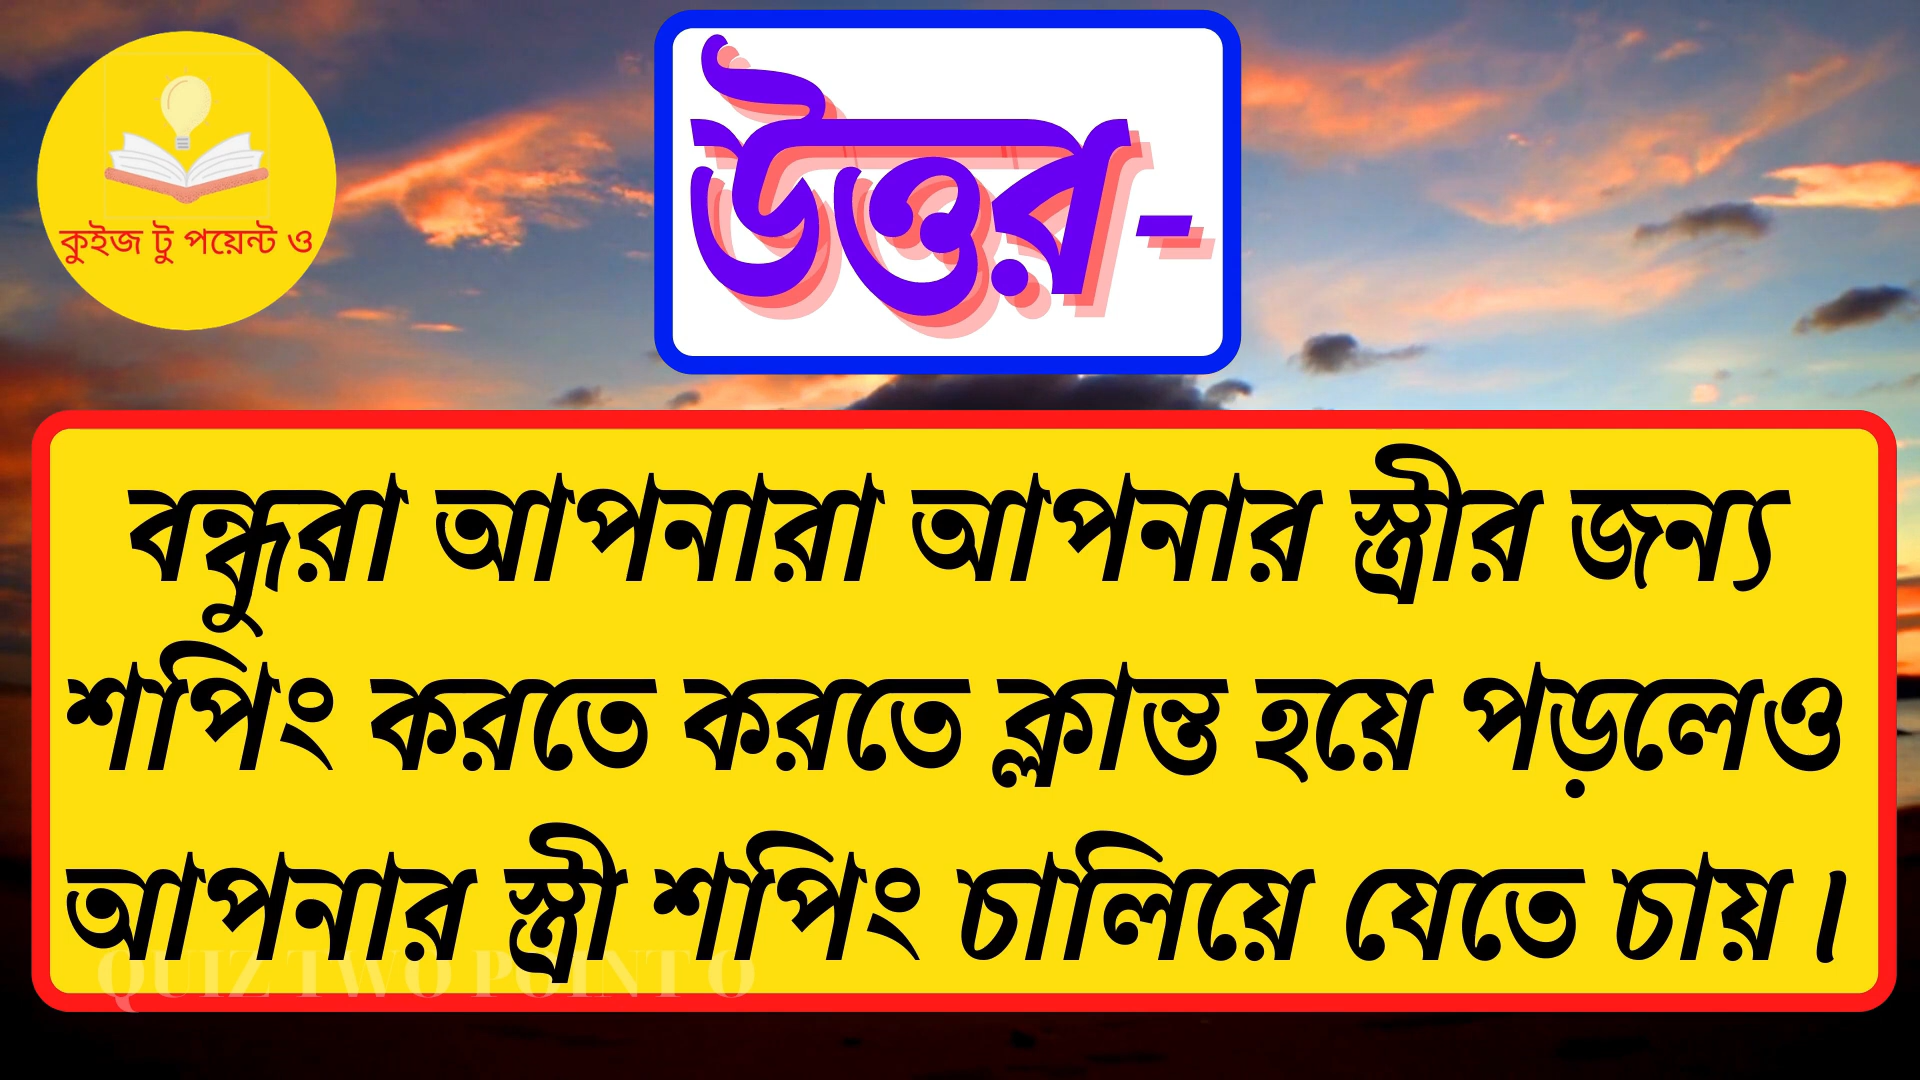 কুইজ টু পয়েন্ট ও
উত্তর-
বন্ধুরা আপনারা আপনার স্ত্রীর জন্য
শপিং করতে করতে ক্লান্ত হয়ে পড়লেও
আপনার স্ত্রী শপিং চালিয়ে যেতে চায়।
QUIZ TWO POINT O